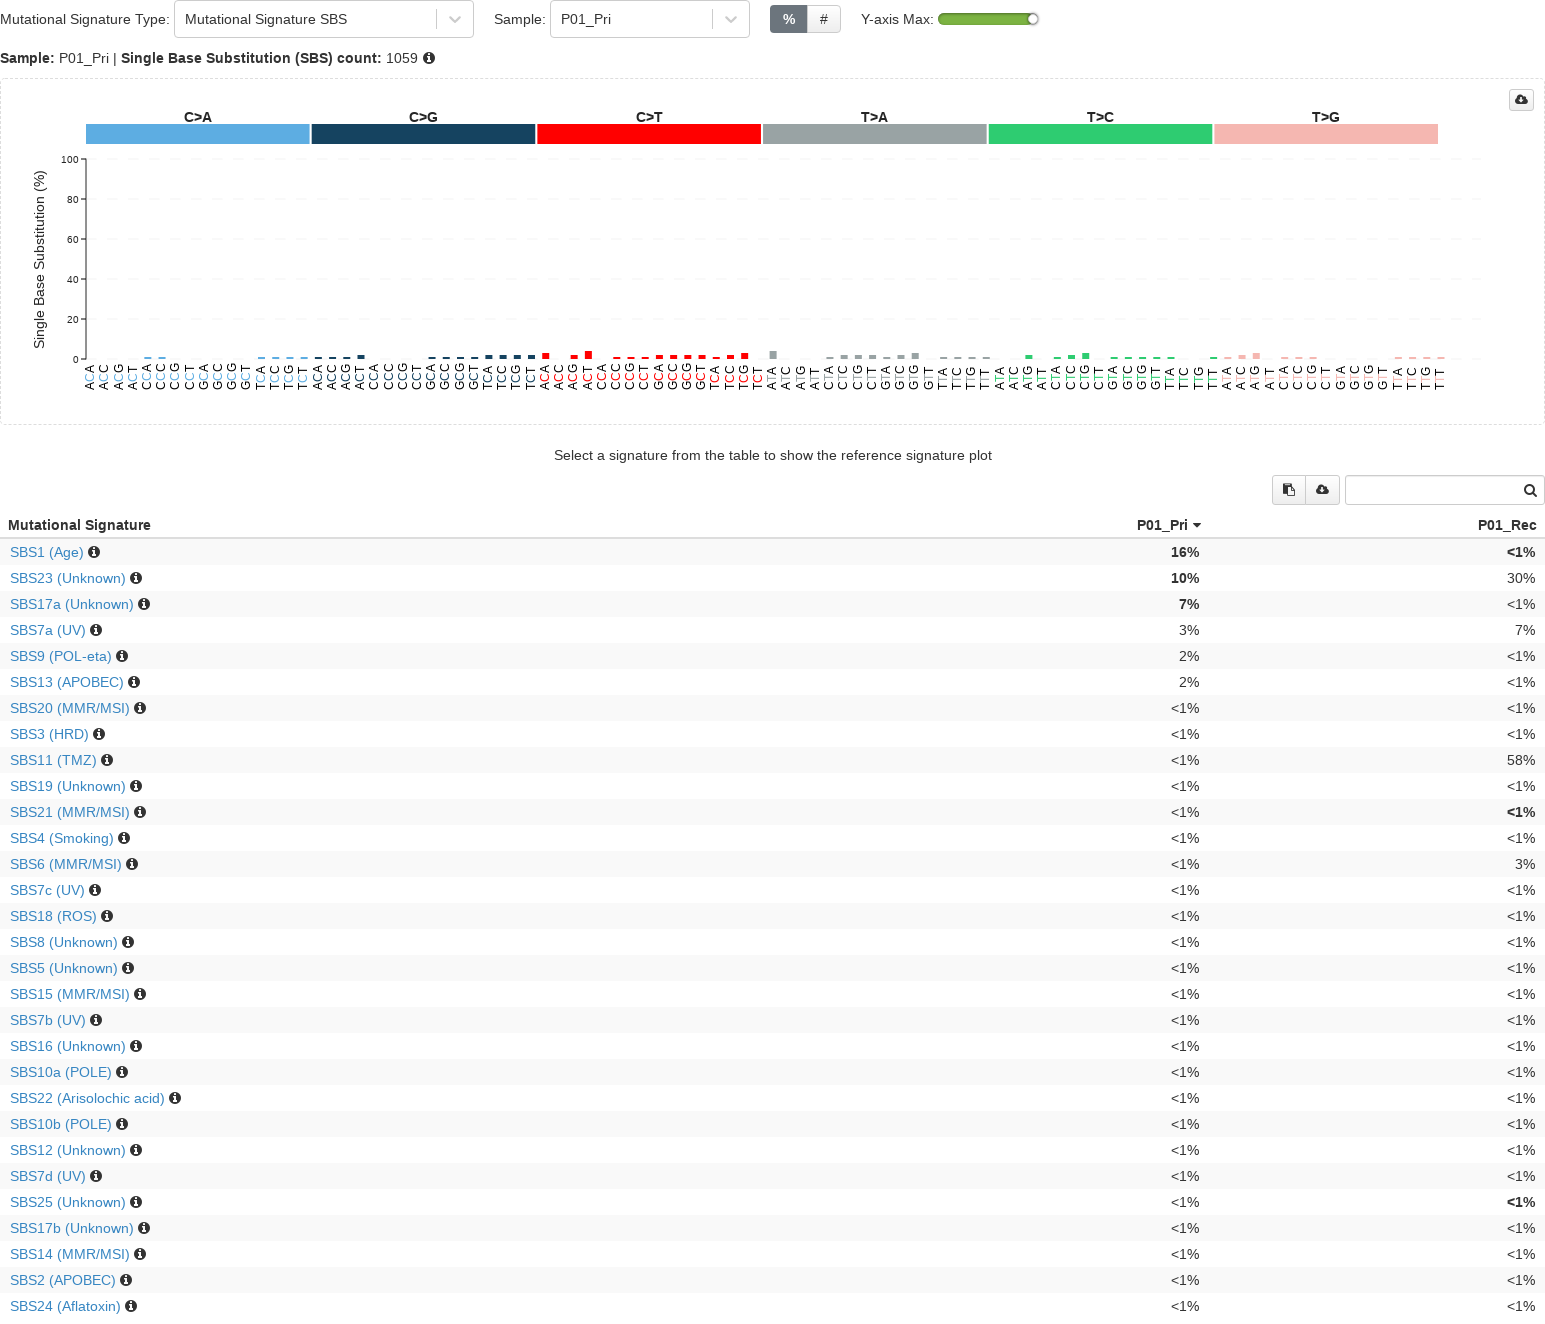 Mutational Signature Type: Mutational Signature SBS Sample: P01_Pri % # Y-axis Max:
Sample: P01_Pri | Single Base Substitution (SBS) count: 1059
C>A C>G C>T T>A T>C T>G
Single Base Substitution (%)
100
80
60
40
20
0
ACA ACC ACG ACT CCA CCC CCG CCT GCA GCC GCG GCT TCA TCC TCG TCT ACA ACC ACG ACT CCA CCC CCG CCT GCA GCC GCG GCT TCA TCC TCG TCT ACA ACC ACG ACT CCA CCC CCG CCT GCA GCC GCG GCT TCA TCC TCG TCT ATA ATC ATG ATT CTA CTC CTG CTT GTA GTC GTG GTT TTA TTC TTG TTT ATA ATC ATG ATT CTA CTC CTG CTT GTA GTC GTG GTT TTA TTC TTG TTT ATA ATC ATG ATT CTA CTC CTG CTT GTA GTC GTG GTT TTA TTC TTG TTT
Select a signature from the table to show the reference signature plot
Mutational Signature P01_Pri P01_Rec
SBS1 (Age) 16% <1%
SBS23 (Unknown) 10% 30%
SBS17a (Unknown) 7% <1%
SBS7a (UV) 3% 7%
SBS9 (POL-eta) 2% <1%
SBS13 (APOBEC) 2% <1%
SBS20 (MMR/MSI) <1% <1%
SBS3 (HRD) <1% <1%
SBS11 (TMZ) <1% 58%
SBS19 (Unknown) <1% <1%
SBS21 (MMR/MSI) <1% <1%
SBS4 (Smoking) <1% <1%
SBS6 (MMR/MSI) <1% 3%
SBS7c (UV) <1% <1%
SBS18 (ROS) <1% <1%
SBS8 (Unknown) <1% <1%
SBS5 (Unknown) <1% <1%
SBS15 (MMR/MSI) <1% <1%
SBS7b (UV) <1% <1%
SBS16 (Unknown) <1% <1%
SBS10a (POLE) <1% <1%
SBS22 (Arisolochic acid) <1% <1%
SBS10b (POLE) <1% <1%
SBS12 (Unknown) <1% <1%
SBS7d (UV) <1% <1%
SBS25 (Unknown) <1% <1%
SBS17b (Unknown) <1% <1%
SBS14 (MMR/MSI) <1% <1%
SBS2 (APOBEC) <1% <1%
SBS24 (Aflatoxin) <1% <1%